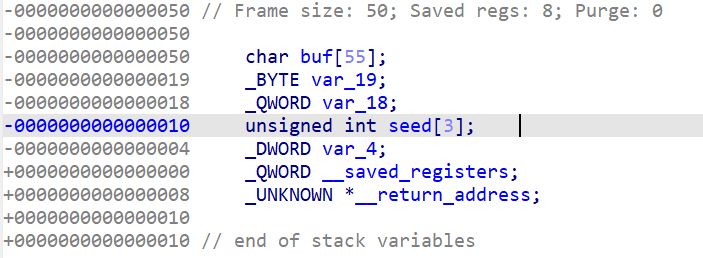 -0000000000000050 // Frame size: 50; Saved regs: 8; Purge: 0
-0000000000000050
-0000000000000050     char buf[55];
-0000000000000019     _BYTE var_19;
-0000000000000018     _QWORD var_18;
-0000000000000010     unsigned int seed[3];
-0000000000000004     _DWORD var_4;
+0000000000000000     _QWORD __saved_registers;
+0000000000000008     _UNKNOWN *__return_address;
+0000000000000010
+0000000000000010 // end of stack variables